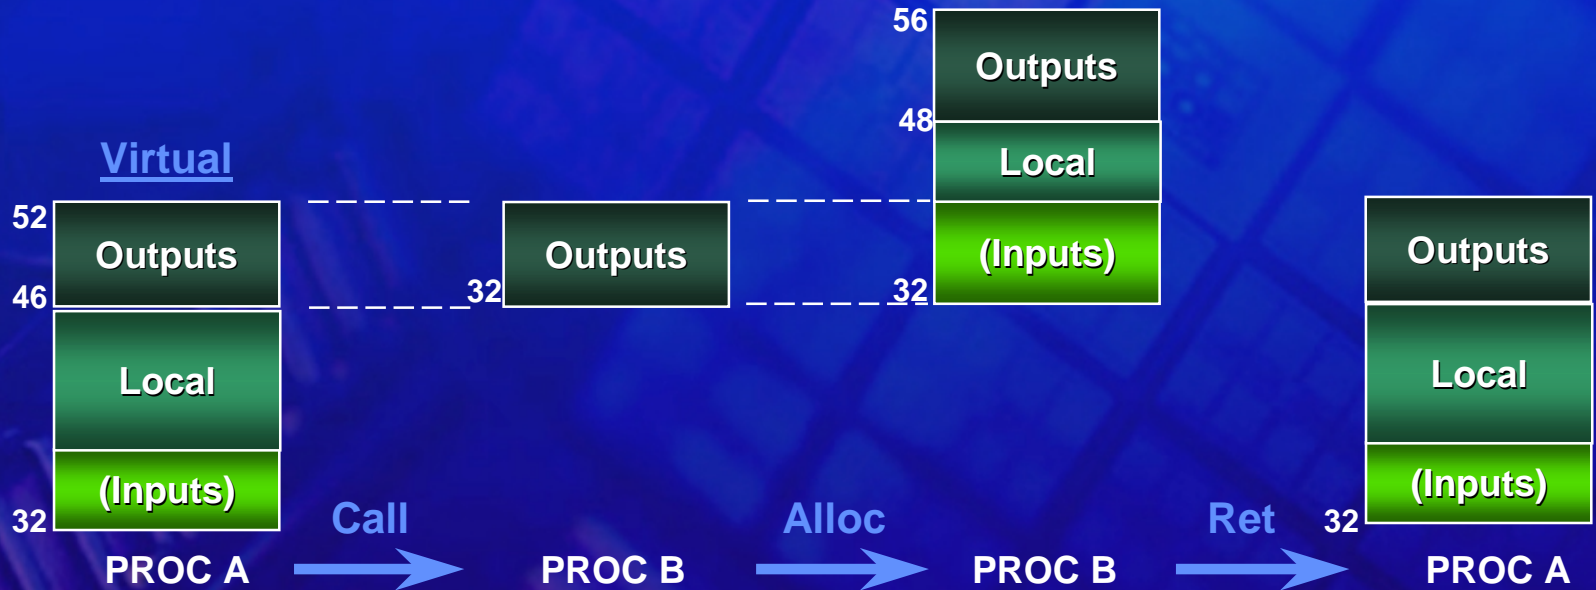 Virtual
52
Outputs
46
Local
(Inputs)
32
PROC A
Call
Outputs
32
PROC B
Alloc
56
Outputs
48
Local
(Inputs)
32
PROC B
Ret
Outputs
Local
(Inputs)
32
PROC A